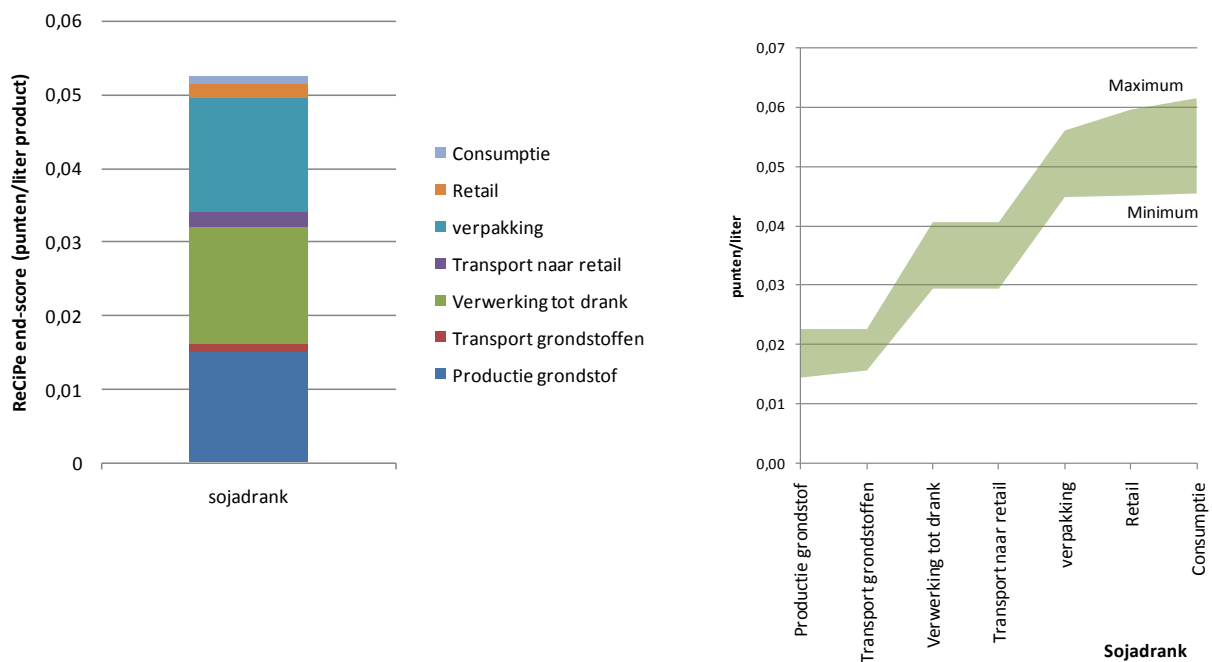 ReCiPe end-score (punten/liter product)
0,06
0,05
0,04
0,03
0,02
0,01
0
sojadrank
Consumptie
Retail
verpakking
Transport naar retail
Verwerking tot drank
Transport grondstoffen
Productie grondstof
punten/liter
0,07
0,06
0,05
0,04
0,03
0,02
0,01
0,00
Maximum
Minimum
Productie grondstof
Transport grondstoffen
Verwerking tot drank
Transport naar retail
verpakking
Retail
Consumptie
Sojadrank